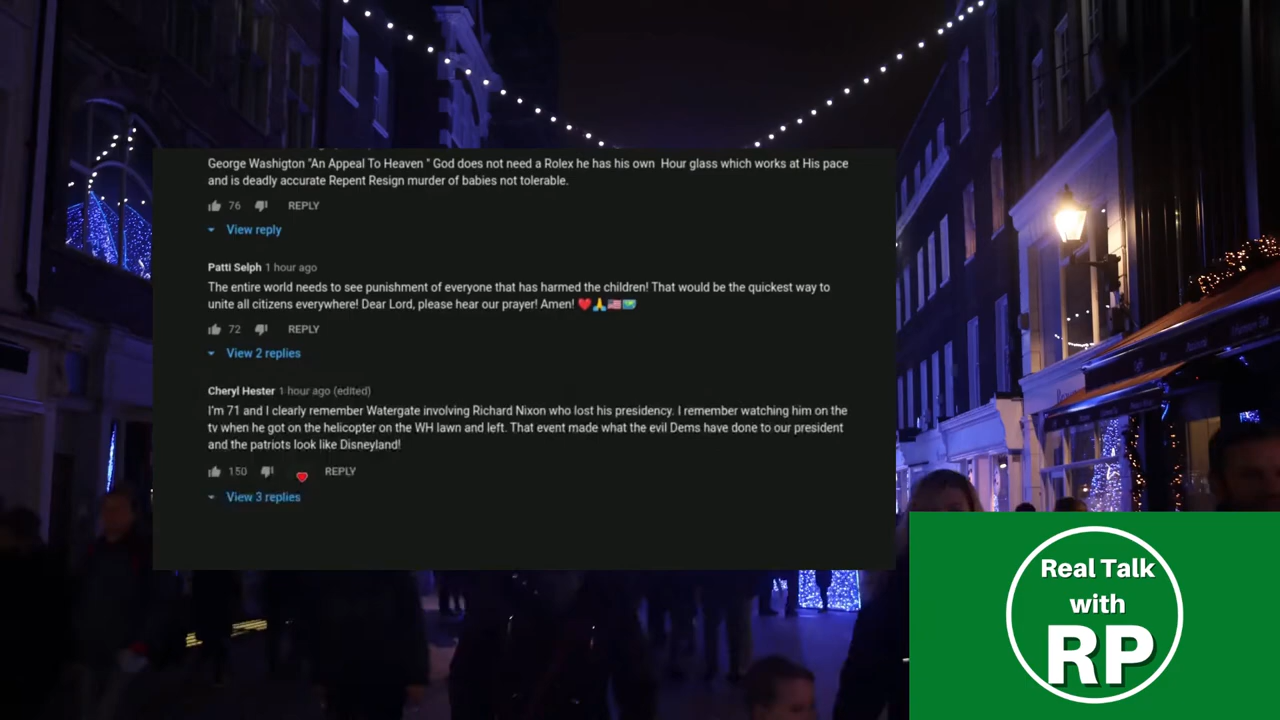 George Washigton "An Appeal To Heaven " God does not need a Rolex he has his own  Hour glass which works at His pace
and is deadly accurate Repent Resign murder of babies not tolerable.
76 REPLY
View reply
Patti Selph 1 hour ago
The entire world needs to see punishment of everyone that has harmed the children! That would be the quickest way to
unite all citizens everywhere! Dear Lord, please hear our prayer! Amen! ❤️🙏🇺🇸🗺️
72 REPLY
View 2 replies
Cheryl Hester 1 hour ago (edited)
I'm 71 and I clearly remember Watergate involving Richard Nixon who lost his presidency. I remember watching him on the
tv when he got on the helicopter on the WH lawn and left. That event made what the evil Dems have done to our president
and the patriots look like Disneyland!
150 REPLY
View 3 replies
Real Talk
with
RP